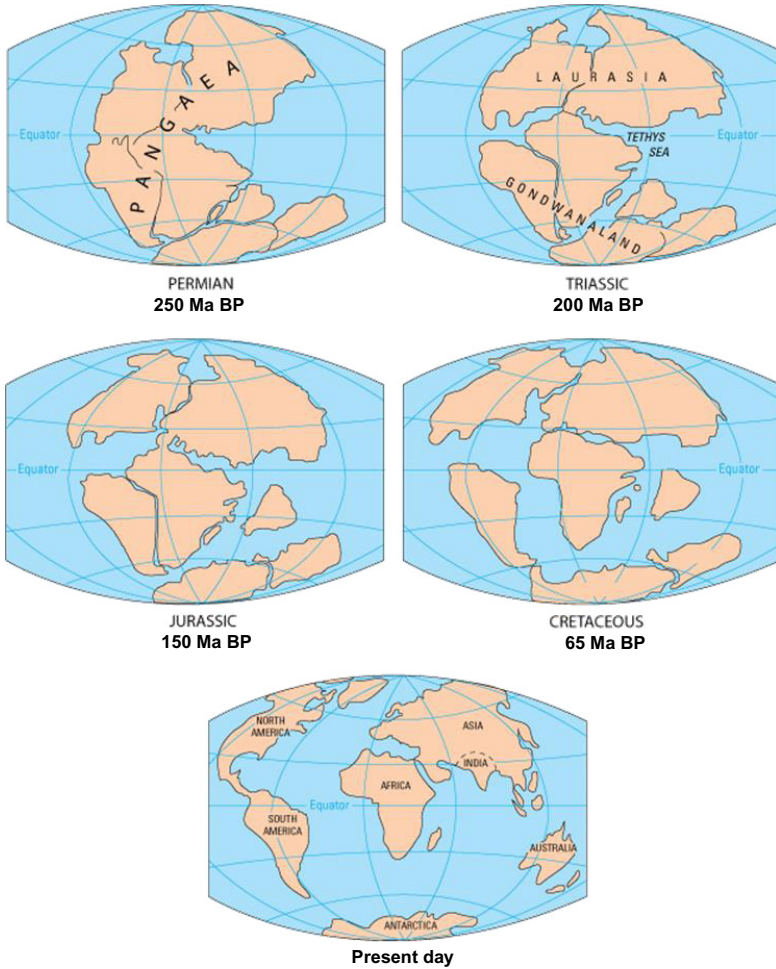 PANGAEA
Equator
PERMIAN
250 Ma BP
LAURASIA
TETHYS
SEA
Equator
GONDWANALAND
TRIASSIC
200 Ma BP
Equator
JURASSIC
150 Ma BP
Equator
CRETACEOUS
65 Ma BP
NORTH
AMERICA
ASIA
INDIA
AFRICA
Equator
SOUTH
AMERICA
AUSTRALIA
ANTARCTICA
Present day